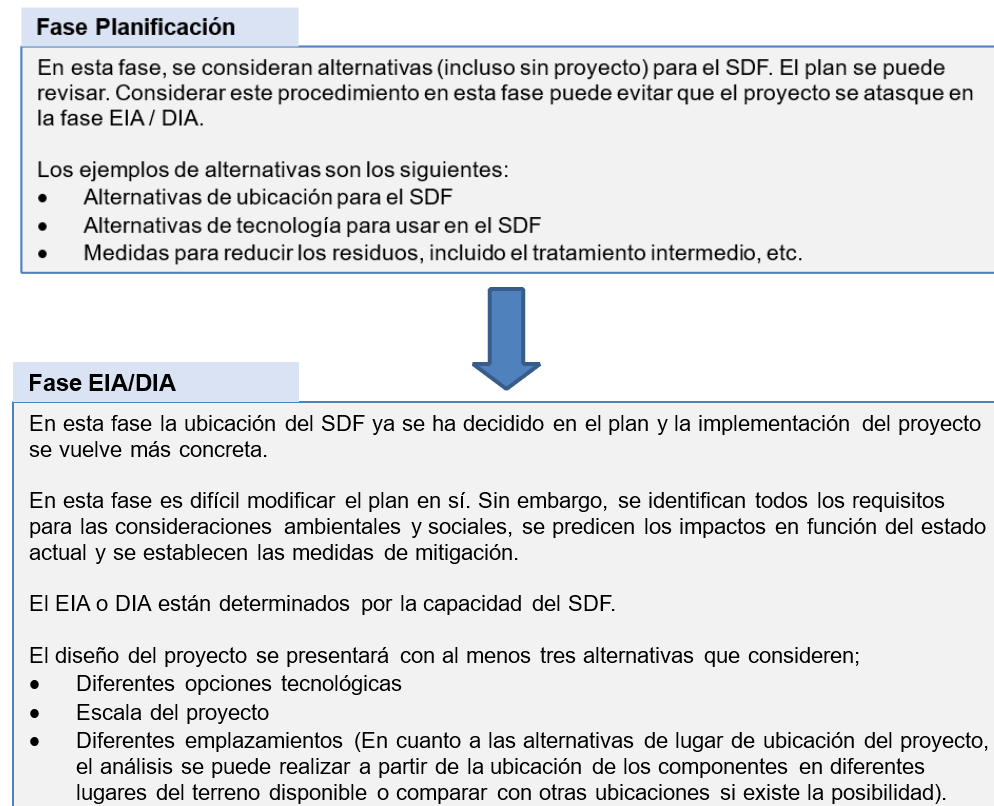 Fase Planificación
En esta fase, se consideran alternativas (incluso sin proyecto) para el SDF. El plan se puede
revisar. Considerar este procedimiento en esta fase puede evitar que el proyecto se atasque en
la fase EIA / DIA.
Los ejemplos de alternativas son los siguientes:
• Alternativas de ubicación para el SDF
• Alternativas de tecnología para usar en el SDF
• Medidas para reducir los residuos, incluido el tratamiento intermedio, etc.
Fase EIA/DIA
En esta fase la ubicación del SDF ya se ha decidido en el plan y la implementación del proyecto
se vuelve más concreta.
En esta fase es difícil modificar el plan en sí. Sin embargo, se identifican todos los requisitos
para las consideraciones ambientales y sociales, se predicen los impactos en función del estado
actual y se establecen las medidas de mitigación.
El EIA o DIA están determinados por la capacidad del SDF.
El diseño del proyecto se presentará con al menos tres alternativas que consideren;
• Diferentes opciones tecnológicas
• Escala del proyecto
• Diferentes emplazamientos (En cuanto a las alternativas de lugar de ubicación del proyecto,
el análisis se puede realizar a partir de la ubicación de los componentes en diferentes
lugares del terreno disponible o comparar con otras ubicaciones si existe la posibilidad).